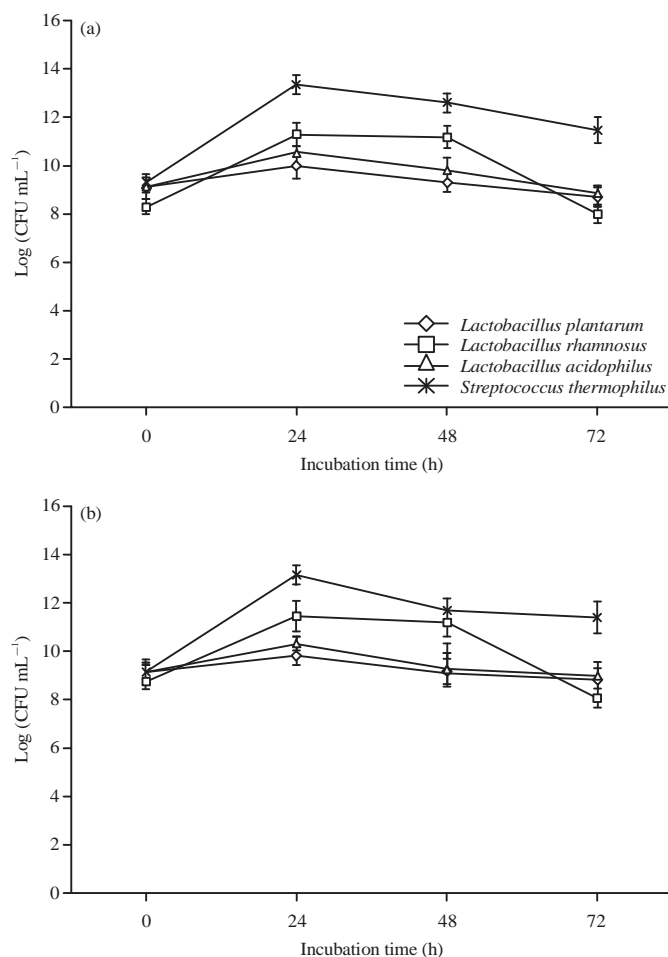 (a)
16
14
12
10
8
6
4
2
0
Log (CFU mL⁻¹)
Lactobacillus plantarum
Lactobacillus rhamnosus
Lactobacillus acidophilus
Streptococcus thermophilus
0 24 48 72
Incubation time (h)
(b)
16
14
12
10
8
6
4
2
0
Log (CFU mL⁻¹)
0 24 48 72
Incubation time (h)